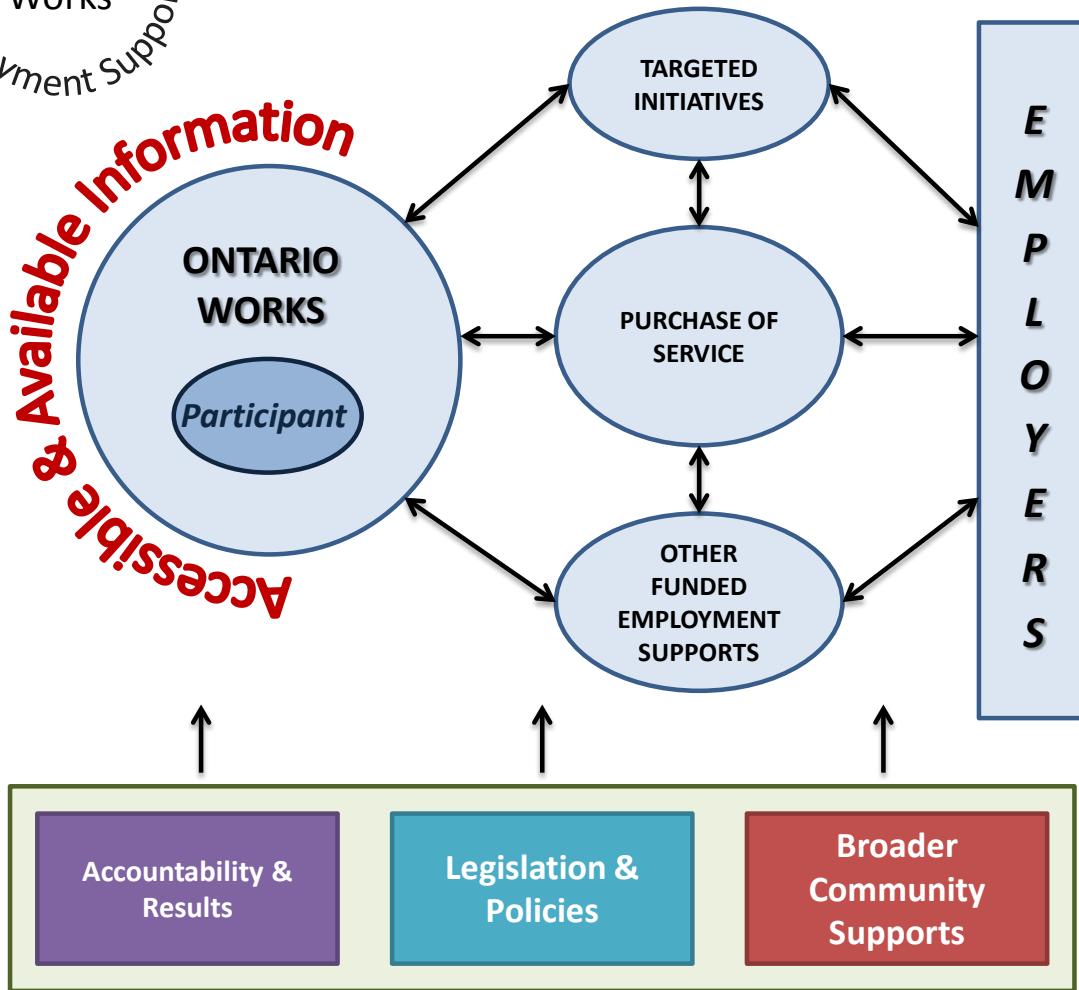 Works
yment Suppo
Accessible & Available Information
ONTARIO
WORKS
Participant
TARGETED
INITIATIVES
PURCHASE OF
SERVICE
OTHER
FUNDED
EMPLOYMENT
SUPPORTS
EMPLOYERS
Accountability &
Results
Legislation &
Policies
Broader
Community
Supports